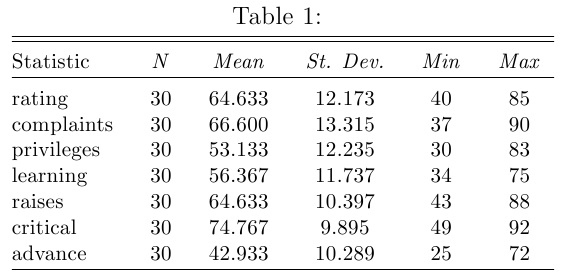 Table 1:
Statistic N Mean St. Dev. Min Max
rating 30 64.633 12.173 40 85
complaints 30 66.600 13.315 37 90
privileges 30 53.133 12.235 30 83
learning 30 56.367 11.737 34 75
raises 30 64.633 10.397 43 88
critical 30 74.767 9.895 49 92
advance 30 42.933 10.289 25 72